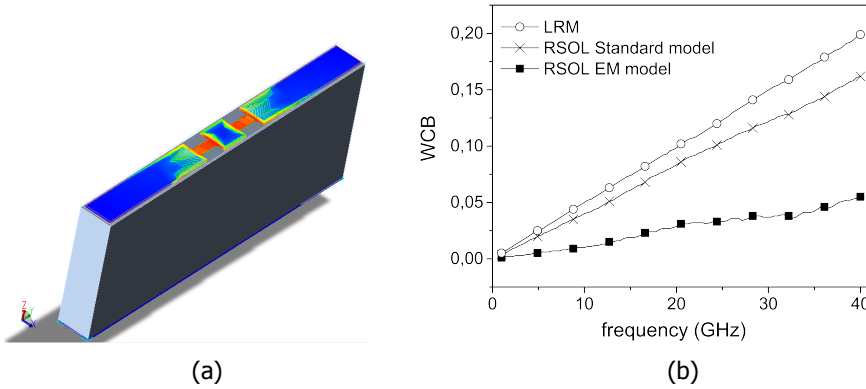 Z
Y
X
(a)
0,20
0,15
0,10
0,05
0,00
WCB
LRM
RSOL Standard model
RSOL EM model
0
10
20
30
40
frequency (GHz)
(b)